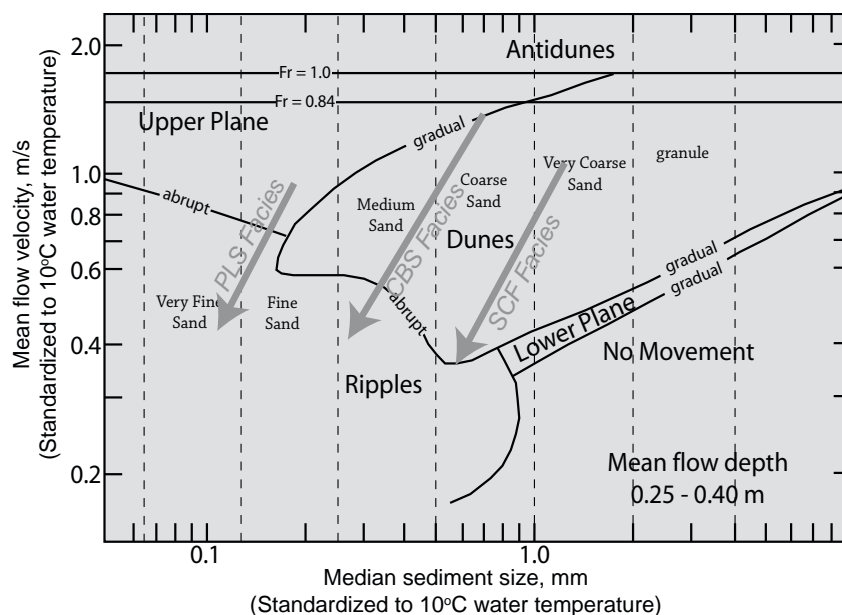 Mean flow velocity, m/s
(Standardized to 10°C water temperature)
2.0
1.0
0.8
0.6
0.4
0.2
Antidunes
Fr = 1.0
Fr = 0.84
Upper Plane
gradual
abrupt
Medium
Sand
Coarse
Sand
Very Coarse
Sand
granule
PLS Facies
CBS Facies
SCF Facies
Dunes
Very Fine
Sand
Fine
Sand
abrupt
gradual
gradual
Lower Plane
No Movement
Ripples
Mean flow depth
0.25 - 0.40 m
0.1
1.0
Median sediment size, mm
(Standardized to 10°C water temperature)